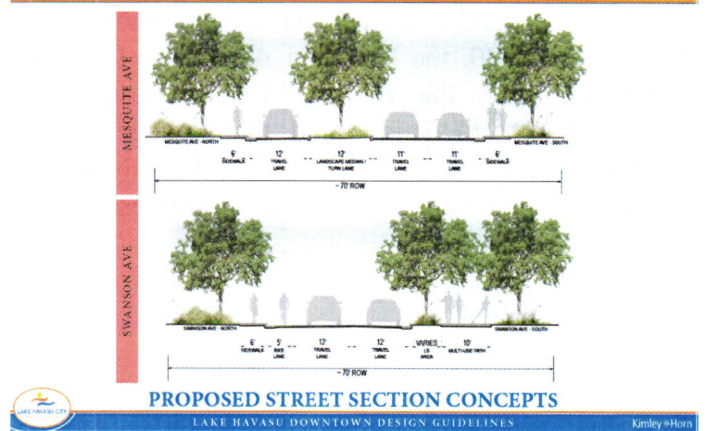 MESQUITE AVE
MESQUITE AVE - NORTH
MESQUITE AVE - SOUTH
6' 12' 12' 11' 11' 6'
SIDEWALK TRAVEL LANE LANDSCAPE MEDIAN / TURN LANE TRAVEL LANE TRAVEL LANE SIDEWALK
~ 70' ROW
SWANSON AVE
SWANSON AVE - NORTH
SWANSON AVE - SOUTH
6' 5' 12' 12' VARIES 10'
SIDEWALK BIKE LANE TRAVEL LANE TRAVEL LANE LS AREA MULTI-USE PATH
~ 70' ROW
PROPOSED STREET SECTION CONCEPTS
LAKE HAVASU CITY
LAKE HAVASU DOWNTOWN DESIGN GUIDELINES
Kimley»Horn